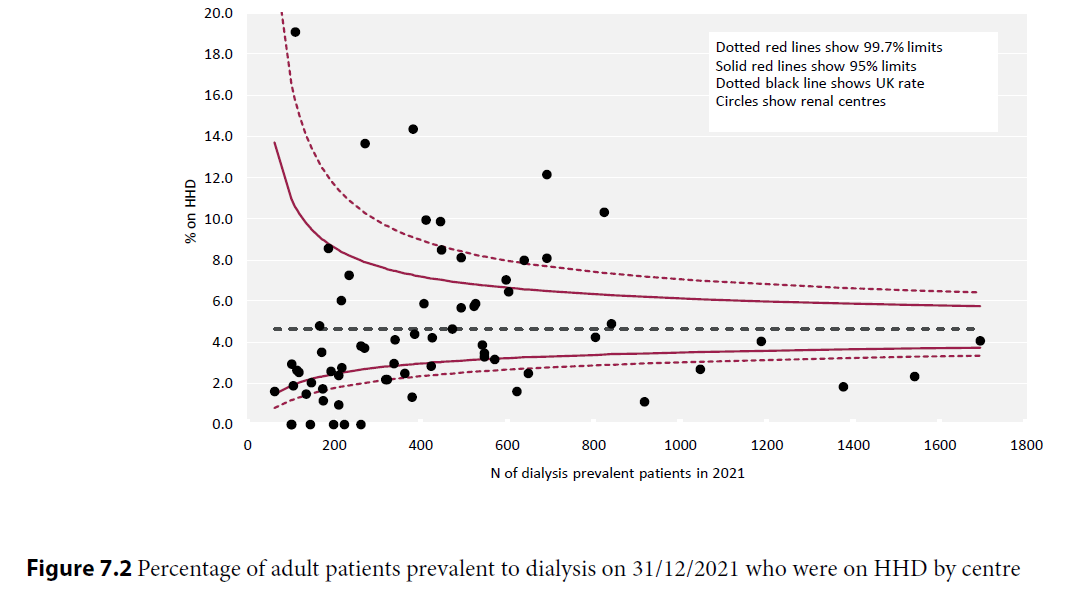 20.0
18.0
16.0
14.0
12.0
10.0
8.0
6.0
4.0
2.0
0.0
% on HHD
Dotted red lines show 99.7% limits
Solid red lines show 95% limits
Dotted black line shows UK rate
Circles show renal centres
0 200 400 600 800 1000 1200 1400 1600 1800
N of dialysis prevalent patients in 2021
Figure 7.2 Percentage of adult patients prevalent to dialysis on 31/12/2021 who were on HHD by centre